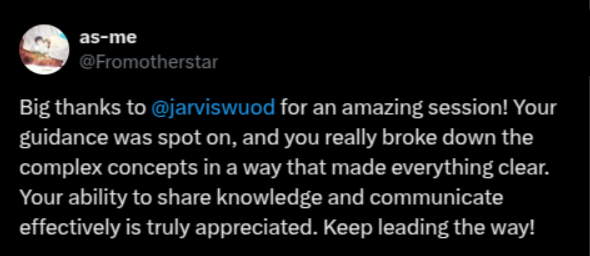 as-me
@Fromotherstar
Big thanks to @jarviswuod for an amazing session! Your
guidance was spot on, and you really broke down the
complex concepts in a way that made everything clear.
Your ability to share knowledge and communicate
effectively is truly appreciated. Keep leading the way!